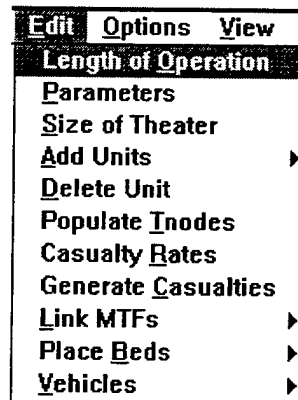 Edit Options View
Length of Operation
Parameters
Size of Theater
Add Units
Delete Unit
Populate Tnodes
Casualty Rates
Generate Casualties
Link MTFs
Place Beds
Vehicles